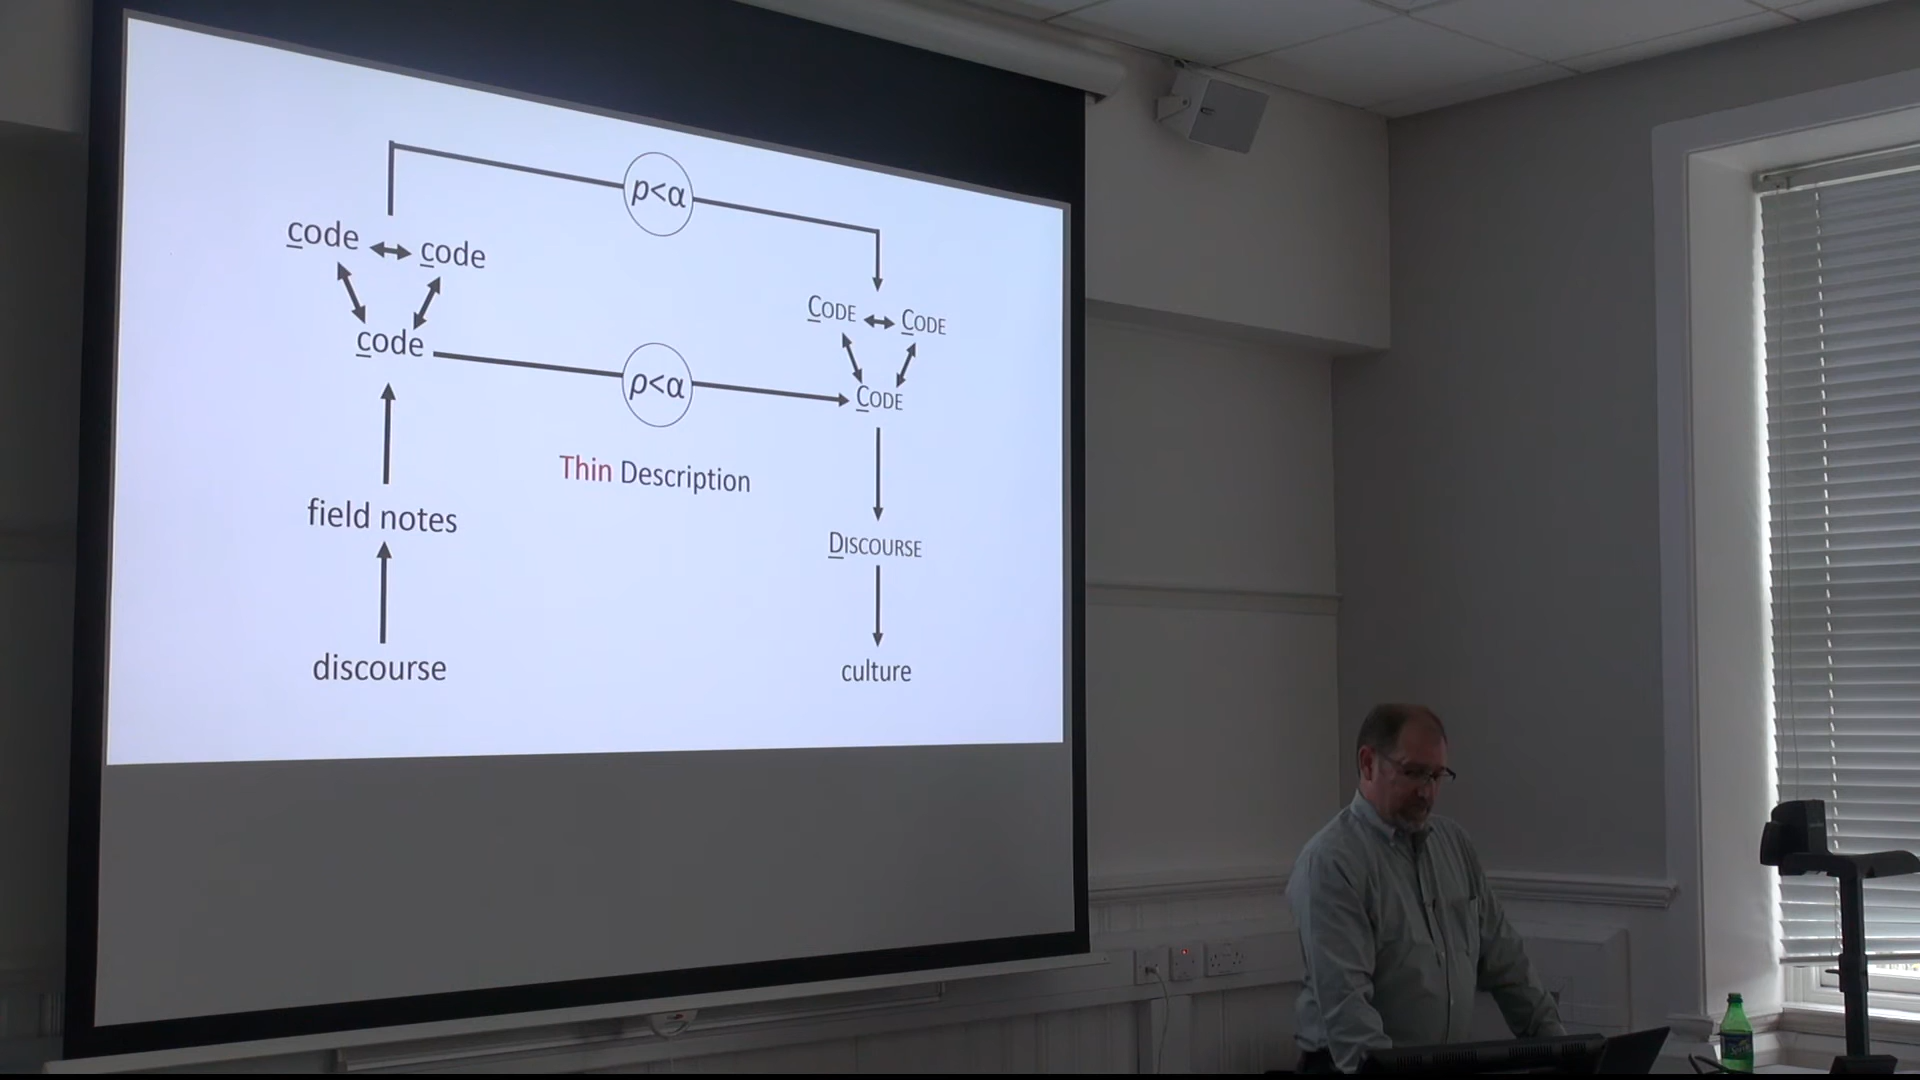 p<α
code code
code
CODE CODE
ρ<α
CODE
Thin Description
field notes
DISCOURSE
discourse
culture